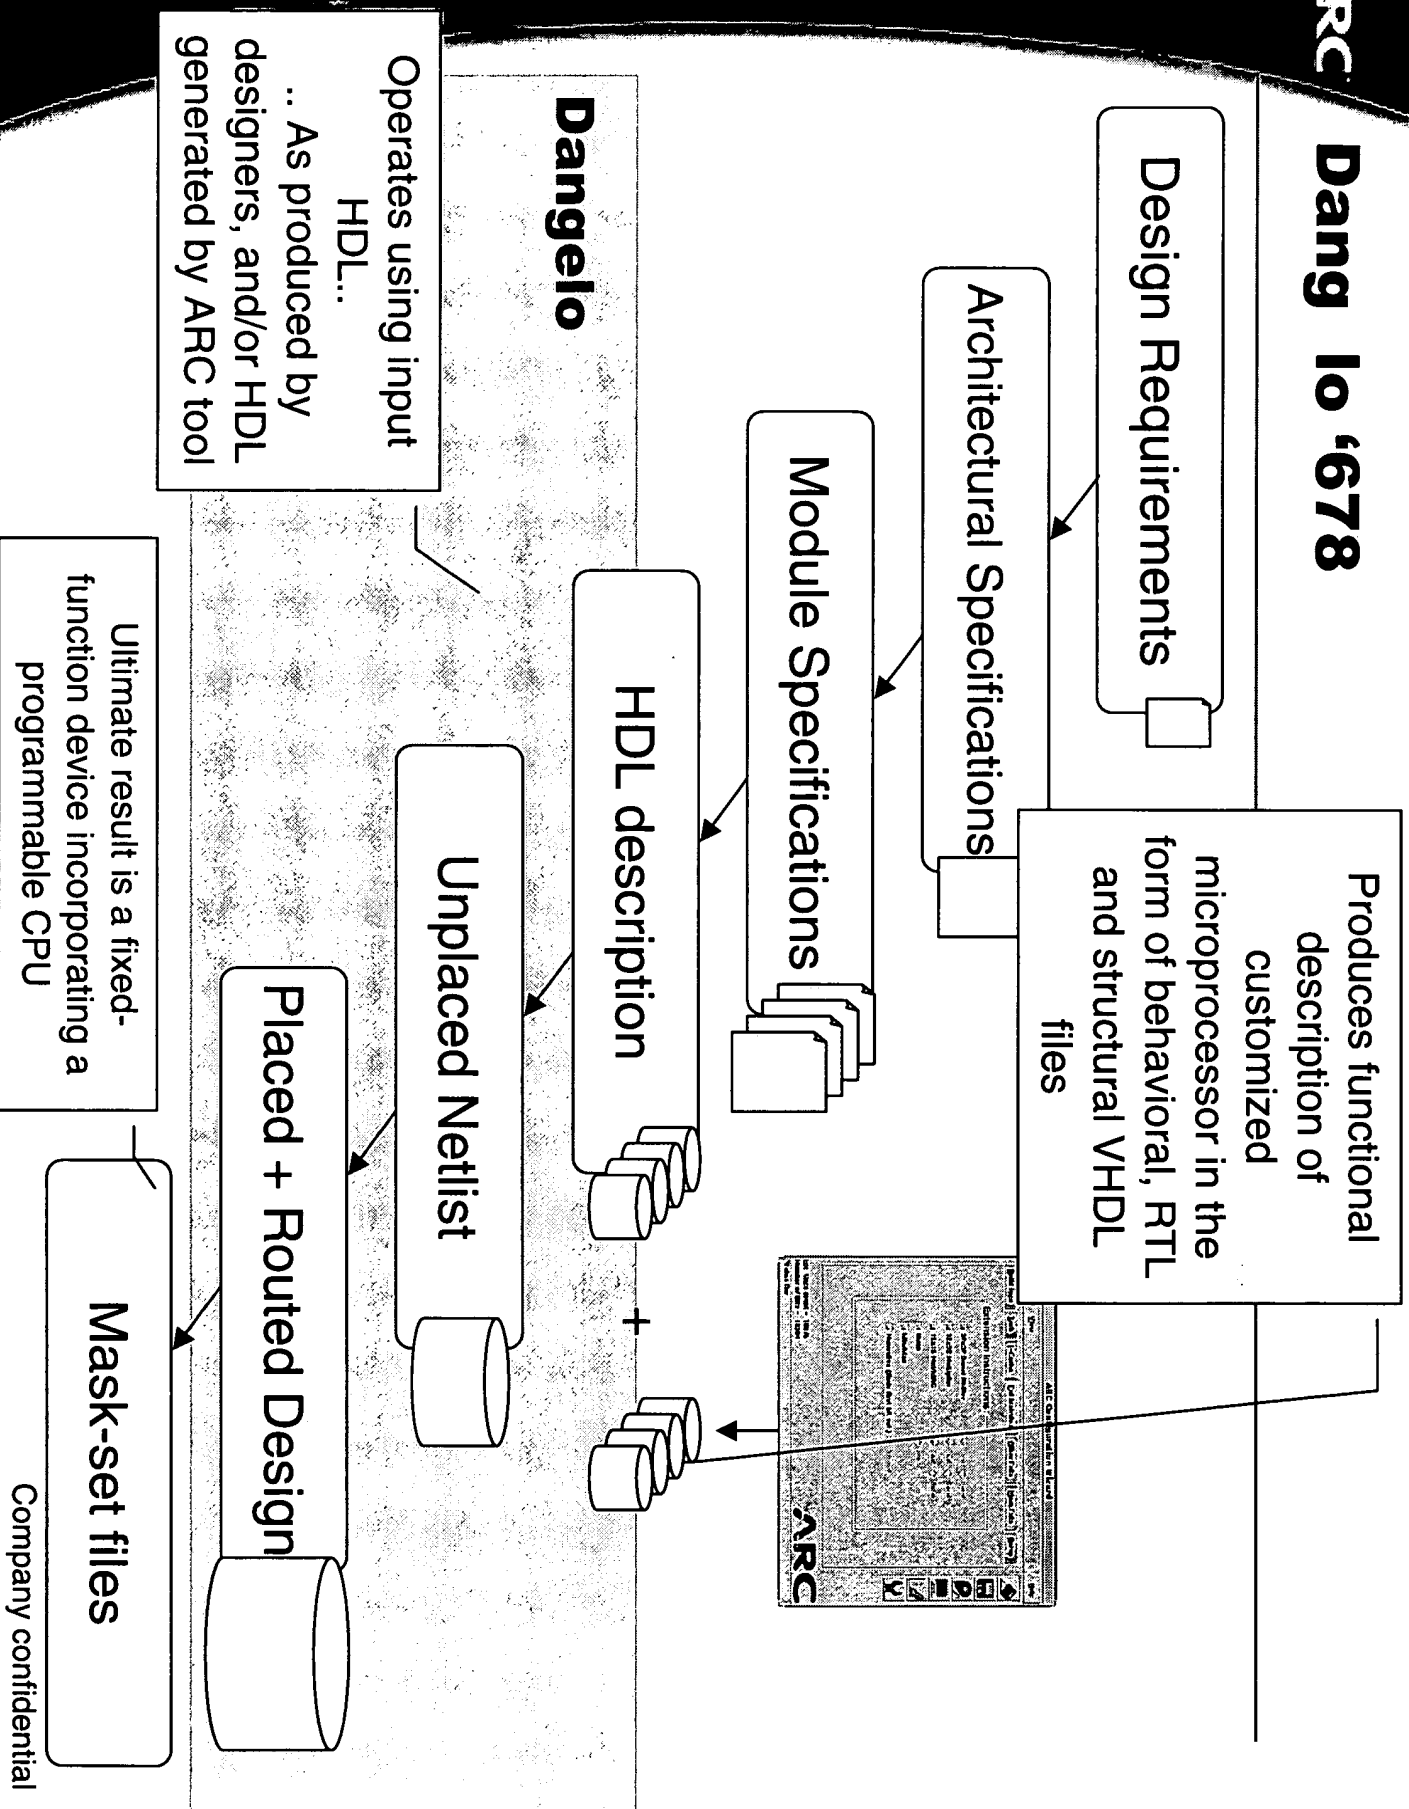 ARC
Dang lo ‘678
Design Requirements
Architectural Specifications
Module Specifications
HDL description
Unplaced Netlist
Placed + Routed Design
Mask-set files
Produces functional
description of
customized
microprocessor in the
form of behavioral, RTL
and structural VHDL
files
+
ARC
Extension Instructions
Dangelo
Operates using input
HDL..
.. As produced by
designers, and/or HDL
generated by ARC tool
Ultimate result is a fixed-
function device incorporating a
programmable CPU
Company confidential